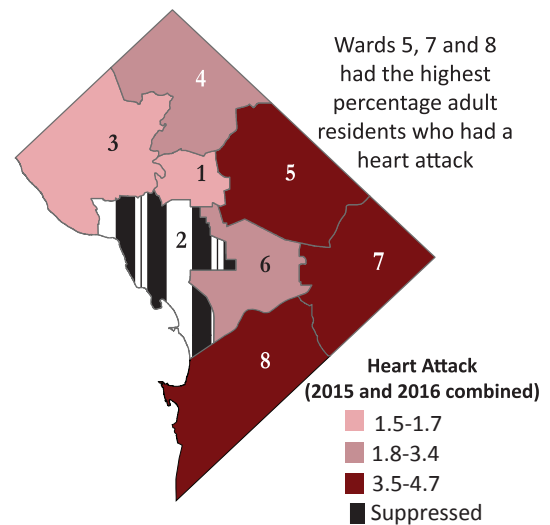 Wards 5, 7 and 8
had the highest
percentage adult
residents who had a
heart attack
4
3
1
5
2
6
7
8
Heart Attack
(2015 and 2016 combined)
1.5-1.7
1.8-3.4
3.5-4.7
Suppressed